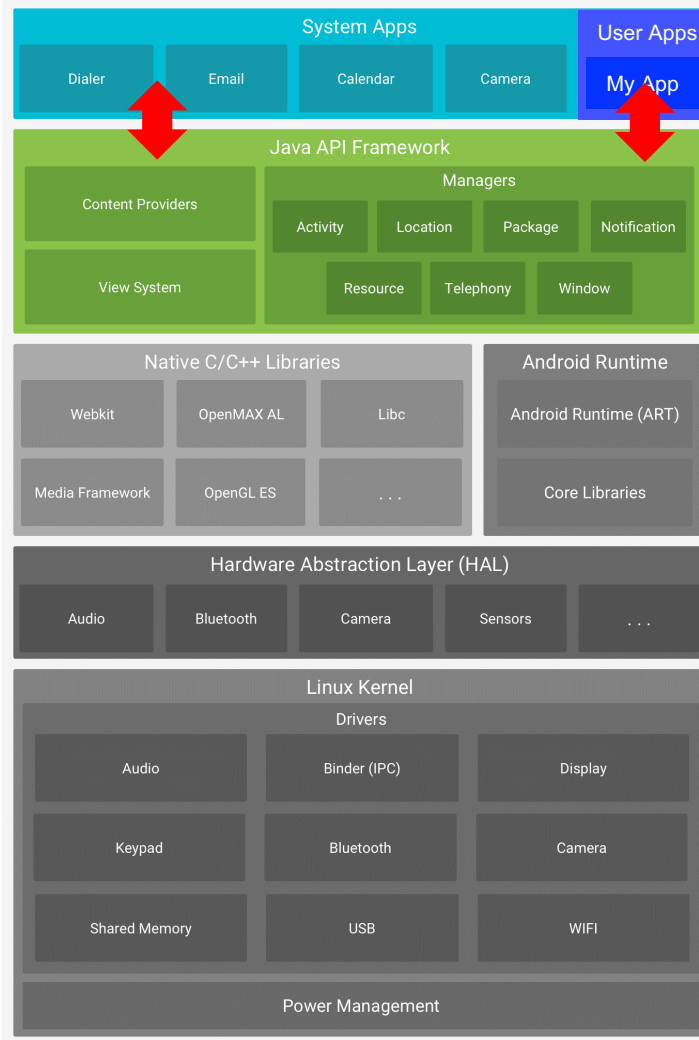 System Apps
User Apps
Dialer
Email
Calendar
Camera
My App
Java API Framework
Content Providers
View System
Managers
Activity
Location
Package
Notification
Resource
Telephony
Window
Native C/C++ Libraries
Webkit
OpenMAX AL
Libc
Media Framework
OpenGL ES
...
Android Runtime
Android Runtime (ART)
Core Libraries
Hardware Abstraction Layer (HAL)
Audio
Bluetooth
Camera
Sensors
...
Linux Kernel
Drivers
Audio
Binder (IPC)
Display
Keypad
Bluetooth
Camera
Shared Memory
USB
WIFI
Power Management